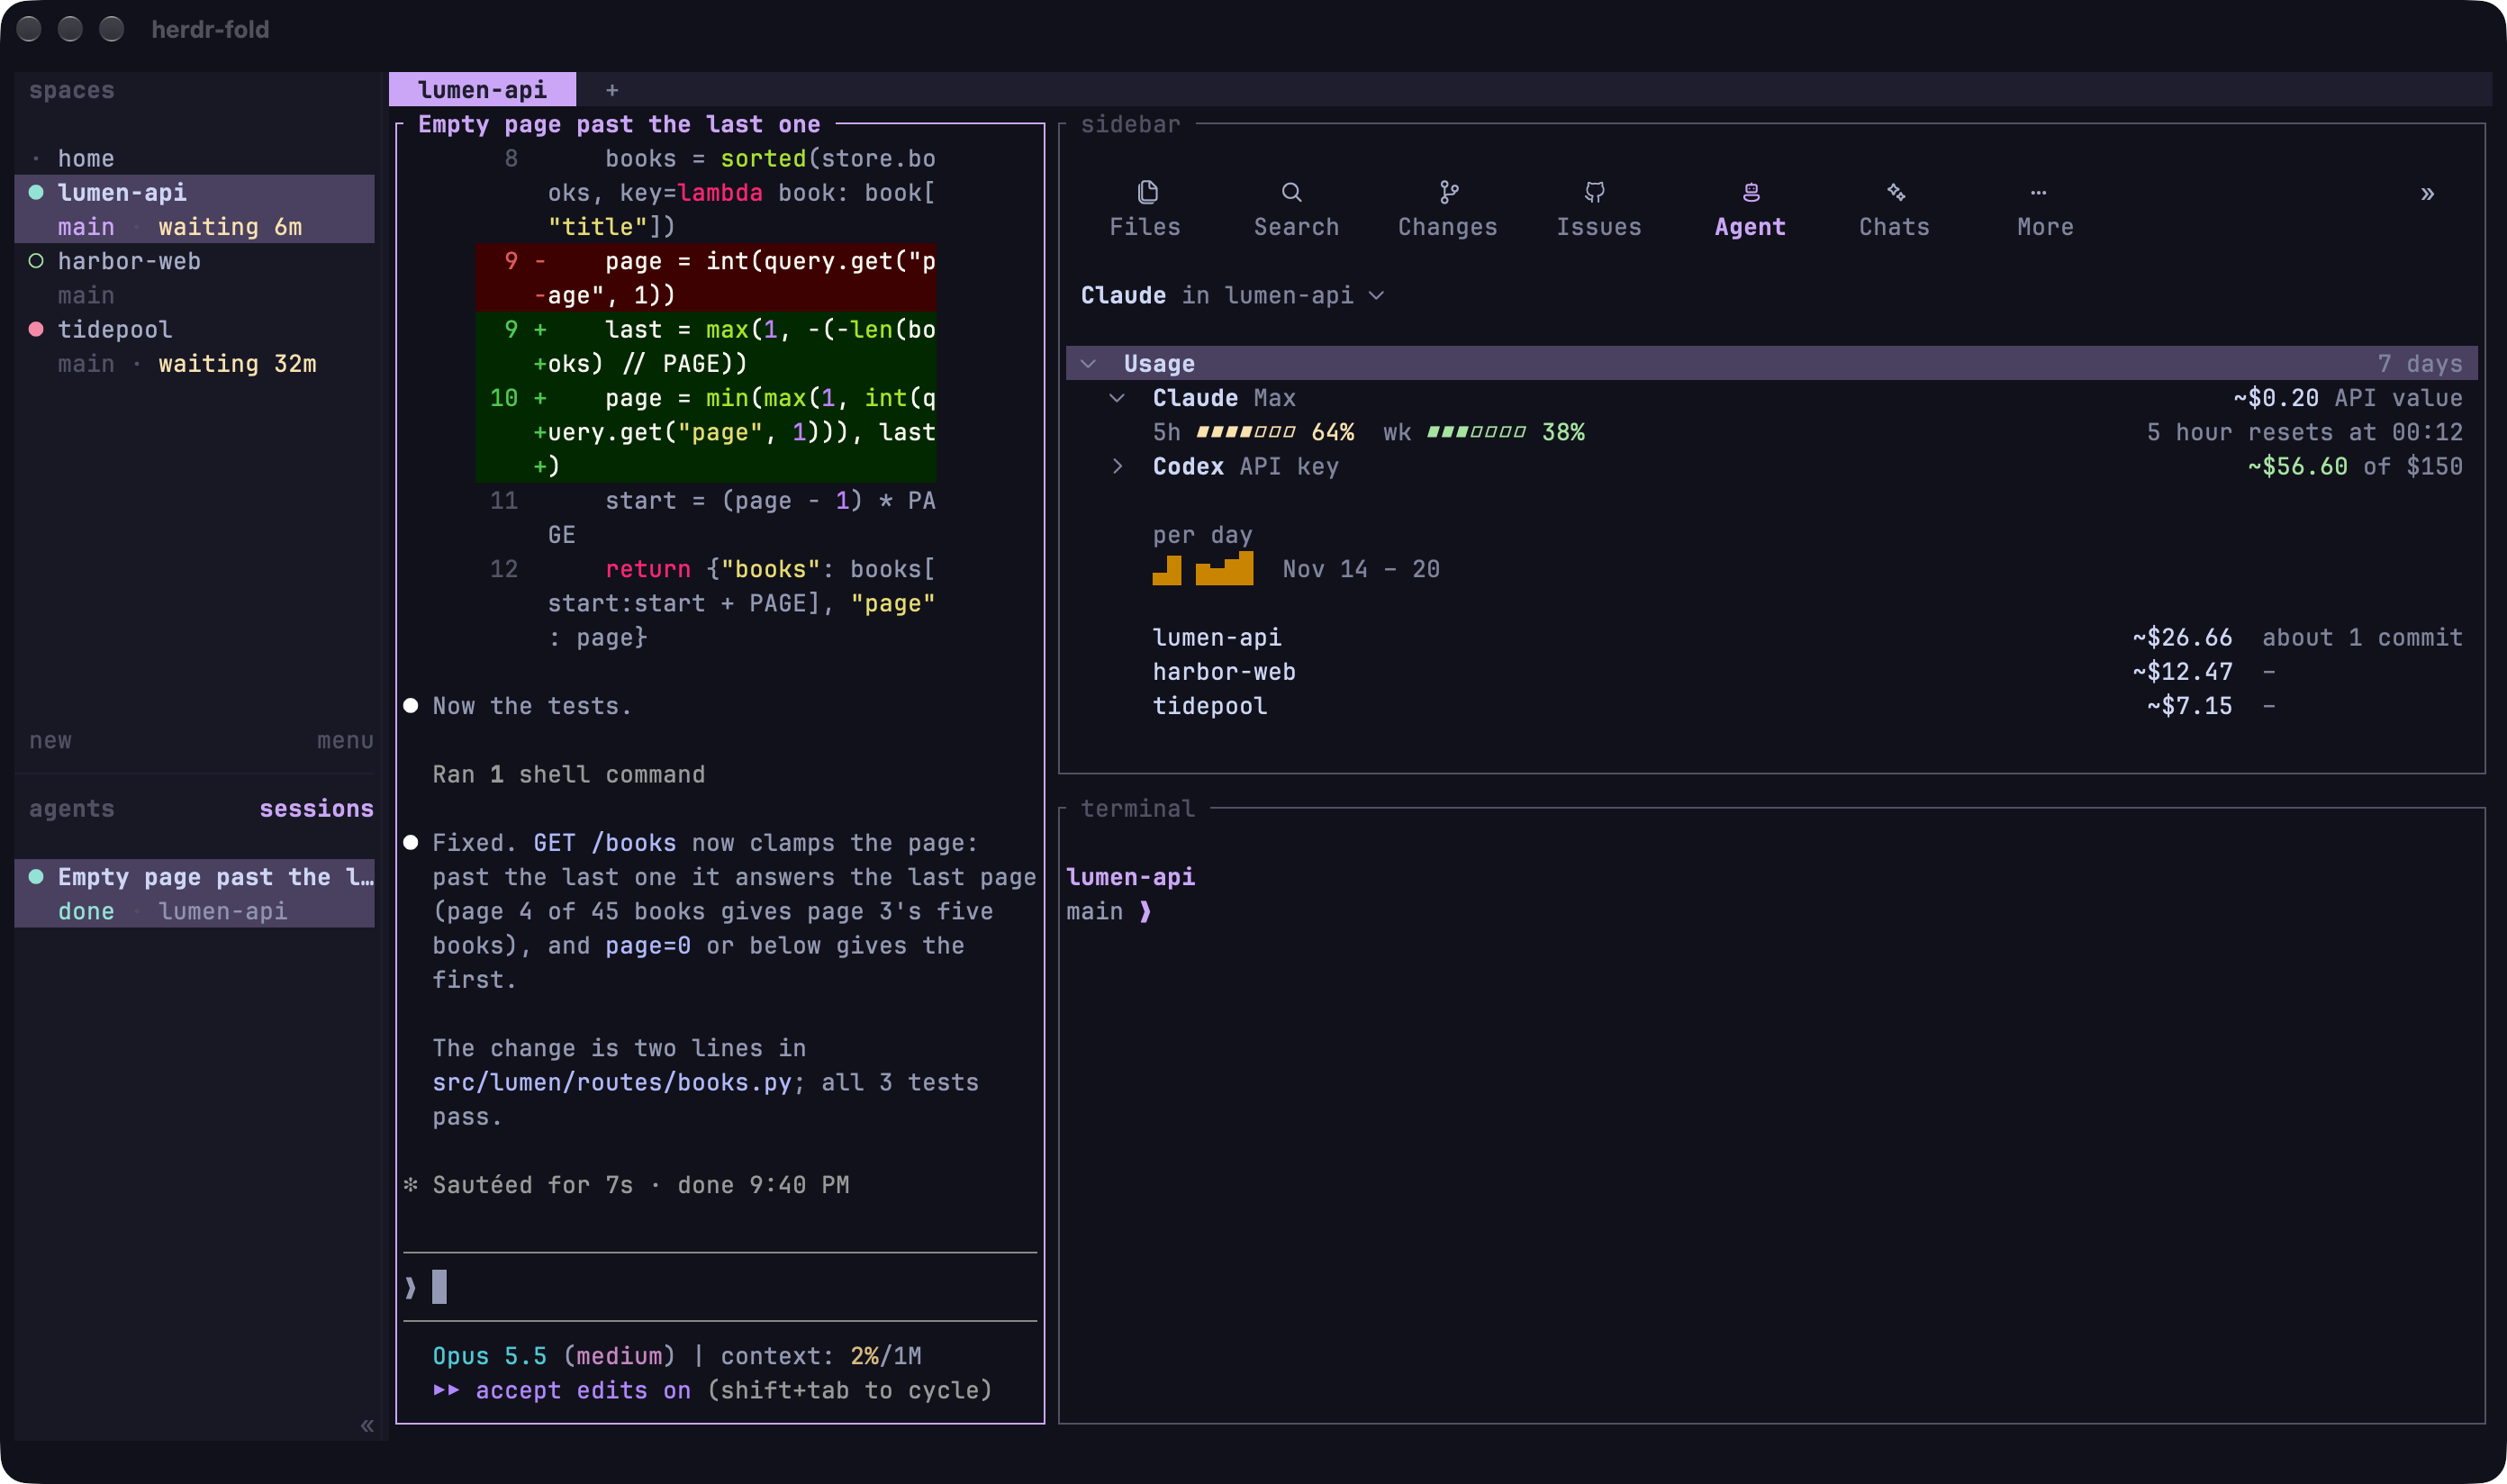 herdr-fold
spaces
· home
lumen-api
main · waiting 6m
harbor-web
main
tidepool
main · waiting 32m
new menu
agents sessions
Empty page past the l…
done · lumen-api
«
lumen-api +
Empty page past the last one
8 books = sorted(store.bo
oks, key=lambda book: book[
"title"])
9 - page = int(query.get("p
-age", 1))
9 + last = max(1, -(-len(bo
+oks) // PAGE))
10 + page = min(max(1, int(q
+uery.get("page", 1))), last
+)
11 start = (page - 1) * PA
GE
12 return {"books": books[
start:start + PAGE], "page"
: page}
● Now the tests.
Ran 1 shell command
● Fixed. GET /books now clamps the page:
past the last one it answers the last page
(page 4 of 45 books gives page 3's five
books), and page=0 or below gives the
first.
The change is two lines in
src/lumen/routes/books.py; all 3 tests
pass.
✻ Sautéed for 7s · done 9:40 PM
❯
Opus 5.5 (medium) | context: 2%/1M
▸▸ accept edits on (shift+tab to cycle)
sidebar
Files Search Changes Issues Agent Chats More »
Claude in lumen-api
Usage 7 days
Claude Max ~$0.20 API value
5h 64% wk 38% 5 hour resets at 00:12
Codex API key ~$56.60 of $150
per day
Nov 14 – 20
lumen-api ~$26.66 about 1 commit
harbor-web ~$12.47 –
tidepool ~$7.15 –
terminal
lumen-api
main ❯